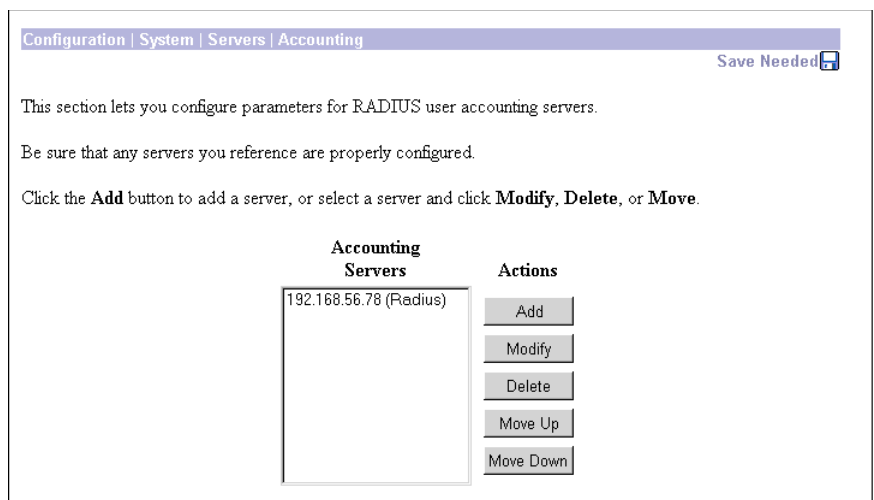 Configuration | System | Servers | Accounting
Save Needed
This section lets you configure parameters for RADIUS user accounting servers.
Be sure that any servers you reference are properly configured.
Click the Add button to add a server, or select a server and click Modify, Delete, or Move.
Accounting
Servers
Actions
192.168.56.78 (Radius)
Add
Modify
Delete
Move Up
Move Down